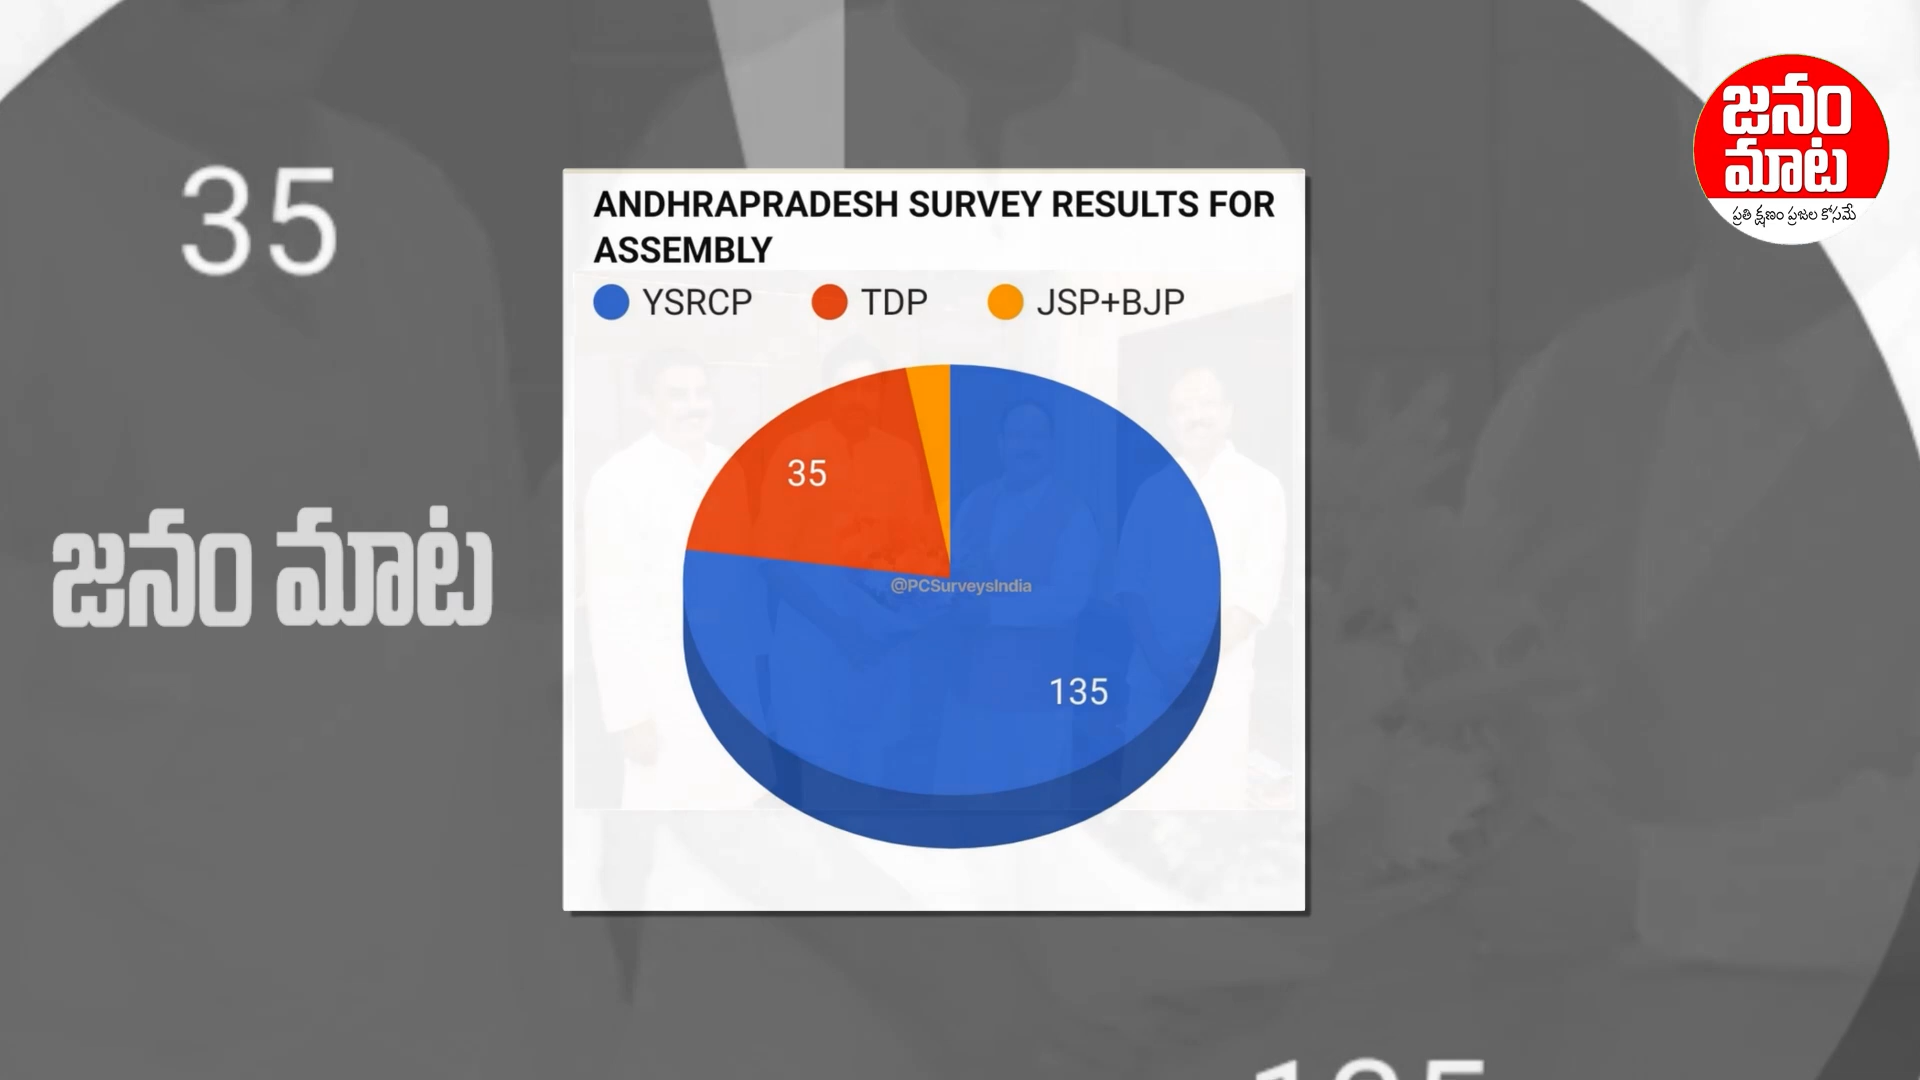 జనం
మాట
ప్రతి క్షణం ప్రజల కోసమే
35
ANDHRAPRADESH SURVEY RESULTS FOR
ASSEMBLY
YSRCP TDP JSP+BJP
35
జనం మాట
@PCSurveysIndia
135
135